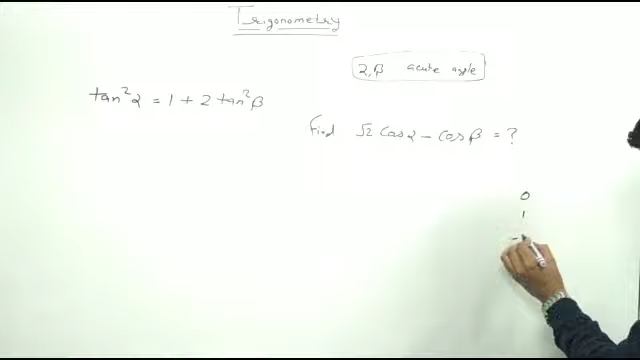 Trigonometry
α, β acute angle
tan²α = 1 + 2 tan²β
Find √2 Cosα - cosβ = ?
0
1
-